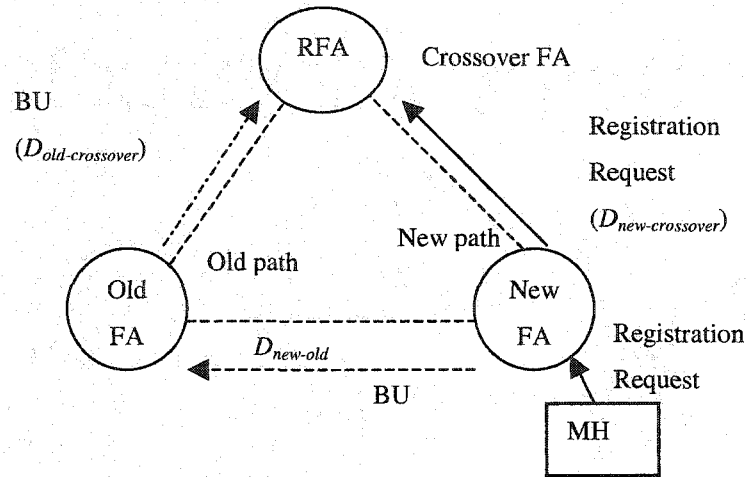 RFA
Crossover FA
BU
(D_old-crossover)
Registration
Request
(D_new-crossover)
New path
Old path
Old
FA
New
FA
D_new-old
BU
Registration
Request
MH